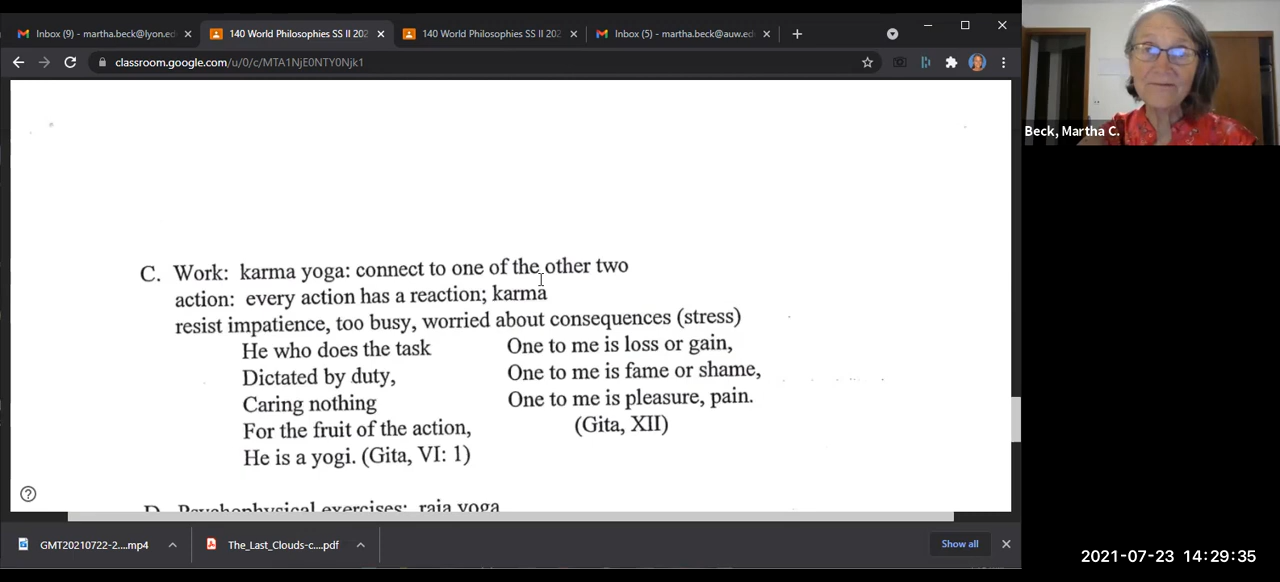 Inbox (9) - martha.beck@lyon.ed
140 World Philosophies SS II 202
140 World Philosophies SS II 202
Inbox (5) - martha.beck@auw.ed
classroom.google.com/u/0/c/MTA1NjE0NTY0Njk1
Beck, Martha C.
C. Work: karma yoga: connect to one of the other two
action: every action has a reaction; karma
resist impatience, too busy, worried about consequences (stress)
He who does the task
Dictated by duty,
Caring nothing
For the fruit of the action,
He is a yogi. (Gita, VI: 1)
One to me is loss or gain,
One to me is fame or shame,
One to me is pleasure, pain.
(Gita, XII)
D. Psychophysical exercises: raja yoga
GMT20210722-2....mp4
The_Last_Clouds-c....pdf
Show all
2021-07-23 14:29:35